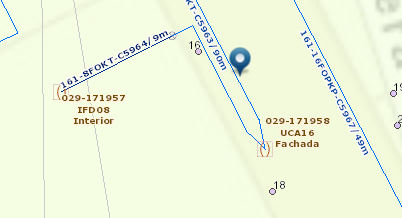 161-8FOKT-C5964/9m
KT-C5963/90m
161-16FOPKP-C5967/49m
16
029-171957
IFD08
Interior
029-171958
UCA16
Fachada
18